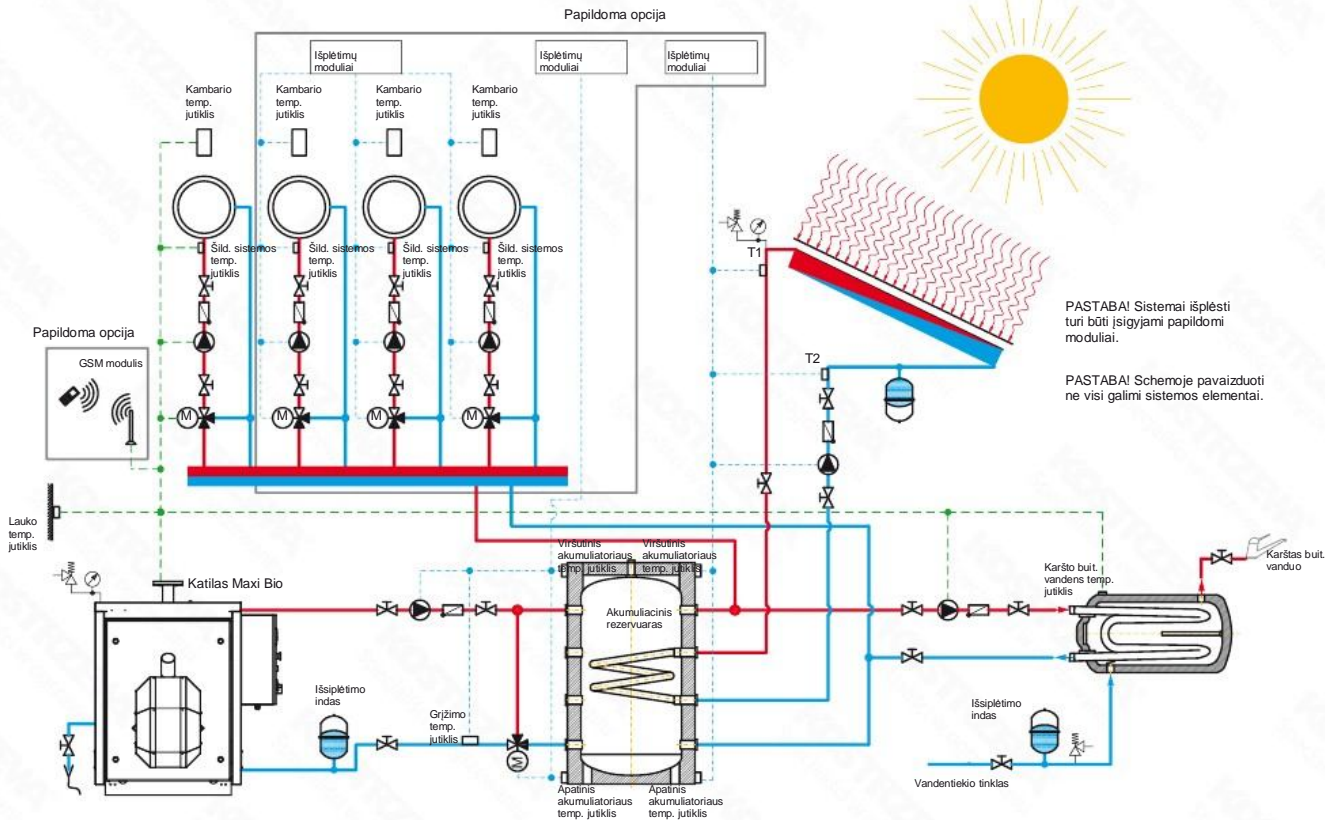 Papildoma opcija
Išplėtimų
moduliai
Išplėtimų
moduliai
Išplėtimų
moduliai
Kambario
temp.
jutiklis
Kambario
temp.
jutiklis
Kambario
temp.
jutiklis
Kambario
temp.
jutiklis
Šild. sistemos
temp.
jutiklis
Šild. sistemos
temp.
jutiklis
Šild. sistemos
temp.
jutiklis
Šild. sistemos
temp.
jutiklis
T1
T2
PASTABA! Sistemai išplėsti
turi būti įsigyjami papildomi
moduliai.
PASTABA! Schemoje pavaizduoti
ne visi galimi sistemos elementai.
Papildoma opcija
GSM modulis
M
M
M
M
Lauko
temp.
jutiklis
Katilas Maxi Bio
Viršutinis
akumuliatoriaus
temp. jutiklis
Viršutinis
akumuliatoriaus
temp. jutiklis
Akumuliacinis
rezervuaras
Karšto buit.
vandens temp.
jutiklis
Karštas buit.
vanduo
Išsiplėtimo
indas
Grįžimo
temp.
jutiklis
M
Išsiplėtimo
indas
Vandentiekio tinklas
Apatinis
akumuliatoriaus
temp. jutiklis
Apatinis
akumuliatoriaus
temp. jutiklis
KOSTRZEWA